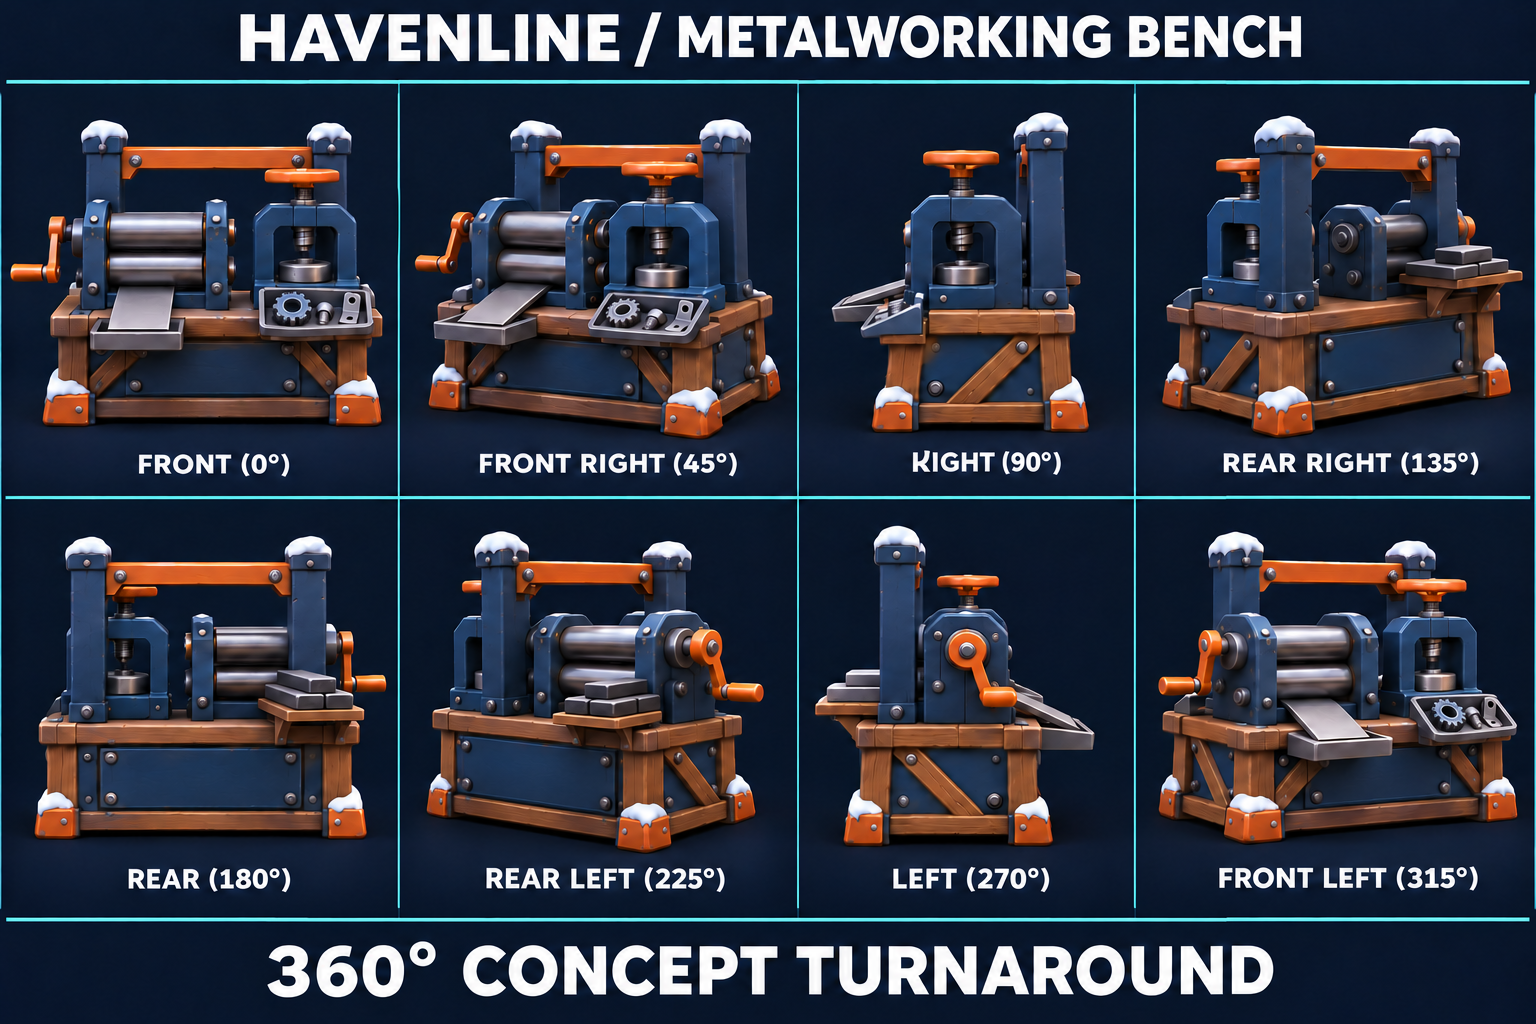 HAVENLINE / METALWORKING BENCH
FRONT (0°)
FRONT RIGHT (45°)
RIGHT (90°)
REAR RIGHT (135°)
REAR (180°)
REAR LEFT (225°)
LEFT (270°)
FRONT LEFT (315°)
360° CONCEPT TURNAROUND